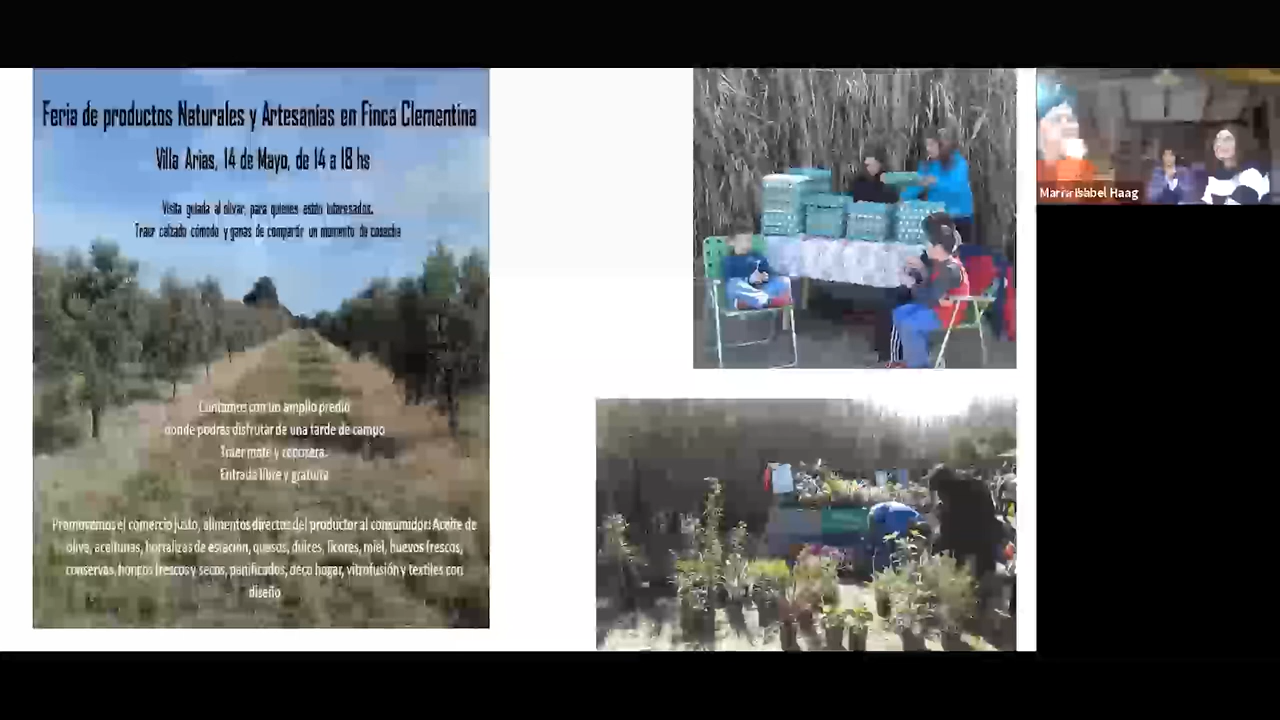 Feria de productos Naturales y Artesanías en Finca Clementina
Villa Arias, 14 de Mayo, de 14 a 18 hs
Visita guiada al olivar, para quienes estén interesados.
Traer calzado cómodo y ganas de compartir un momento de cosecha
Contamos con un amplio predio
donde podrás disfrutar de una tarde de campo
Traer mate y
Entrada libre y gratuita
Promovemos el comercio justo, alimentos directos del productor al consumidor: Aceite de
oliva, aceitunas, hortalizas de estación, quesos, dulces, licores, miel, huevos frescos,
conservas, hongos frescos y secos, panificados, deco hogar, vitrofusión y textiles con
diseño
Isabel Haag